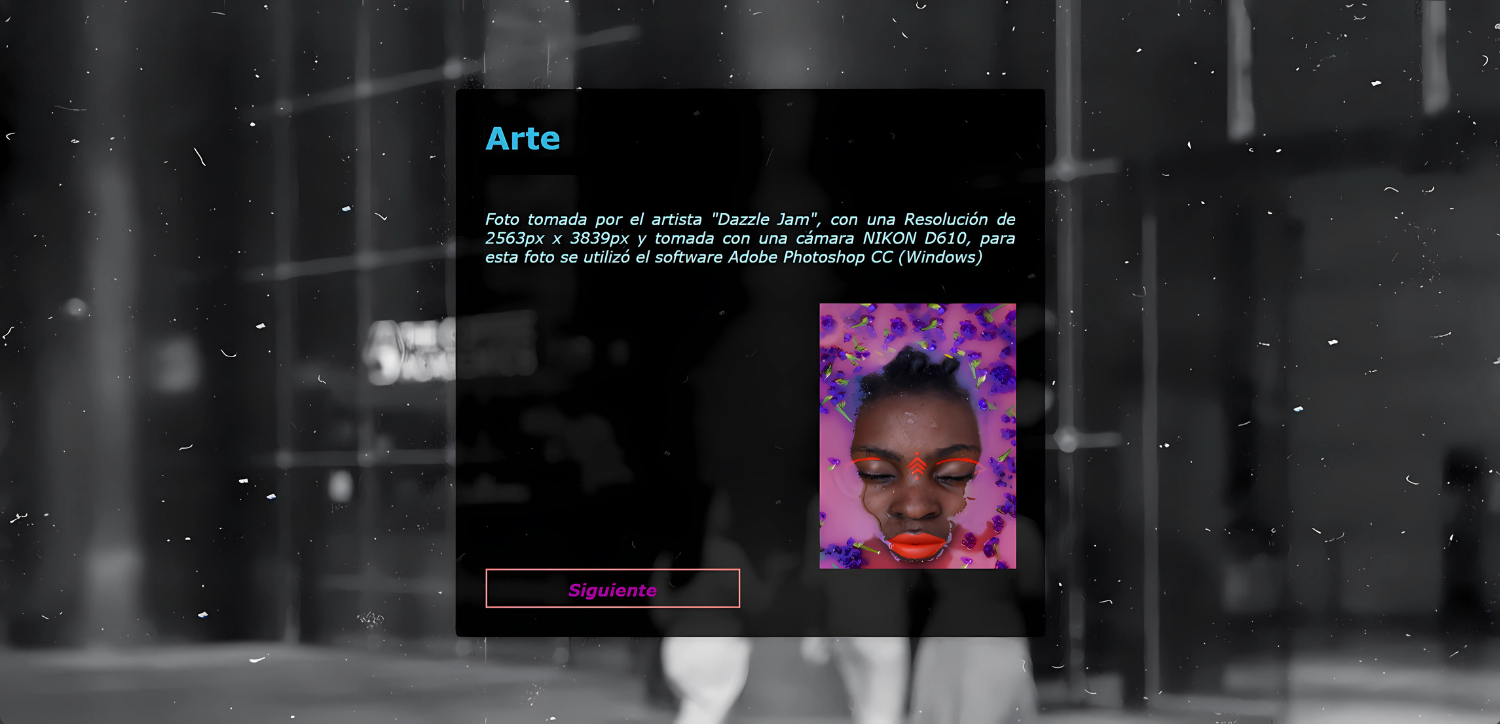 Arte
Foto tomada por el artista "Dazzle Jam", con una Resolución de
2563px x 3839px y tomada con una cámara NIKON D610, para
esta foto se utilizó el software Adobe Photoshop CC (Windows)
Siguiente